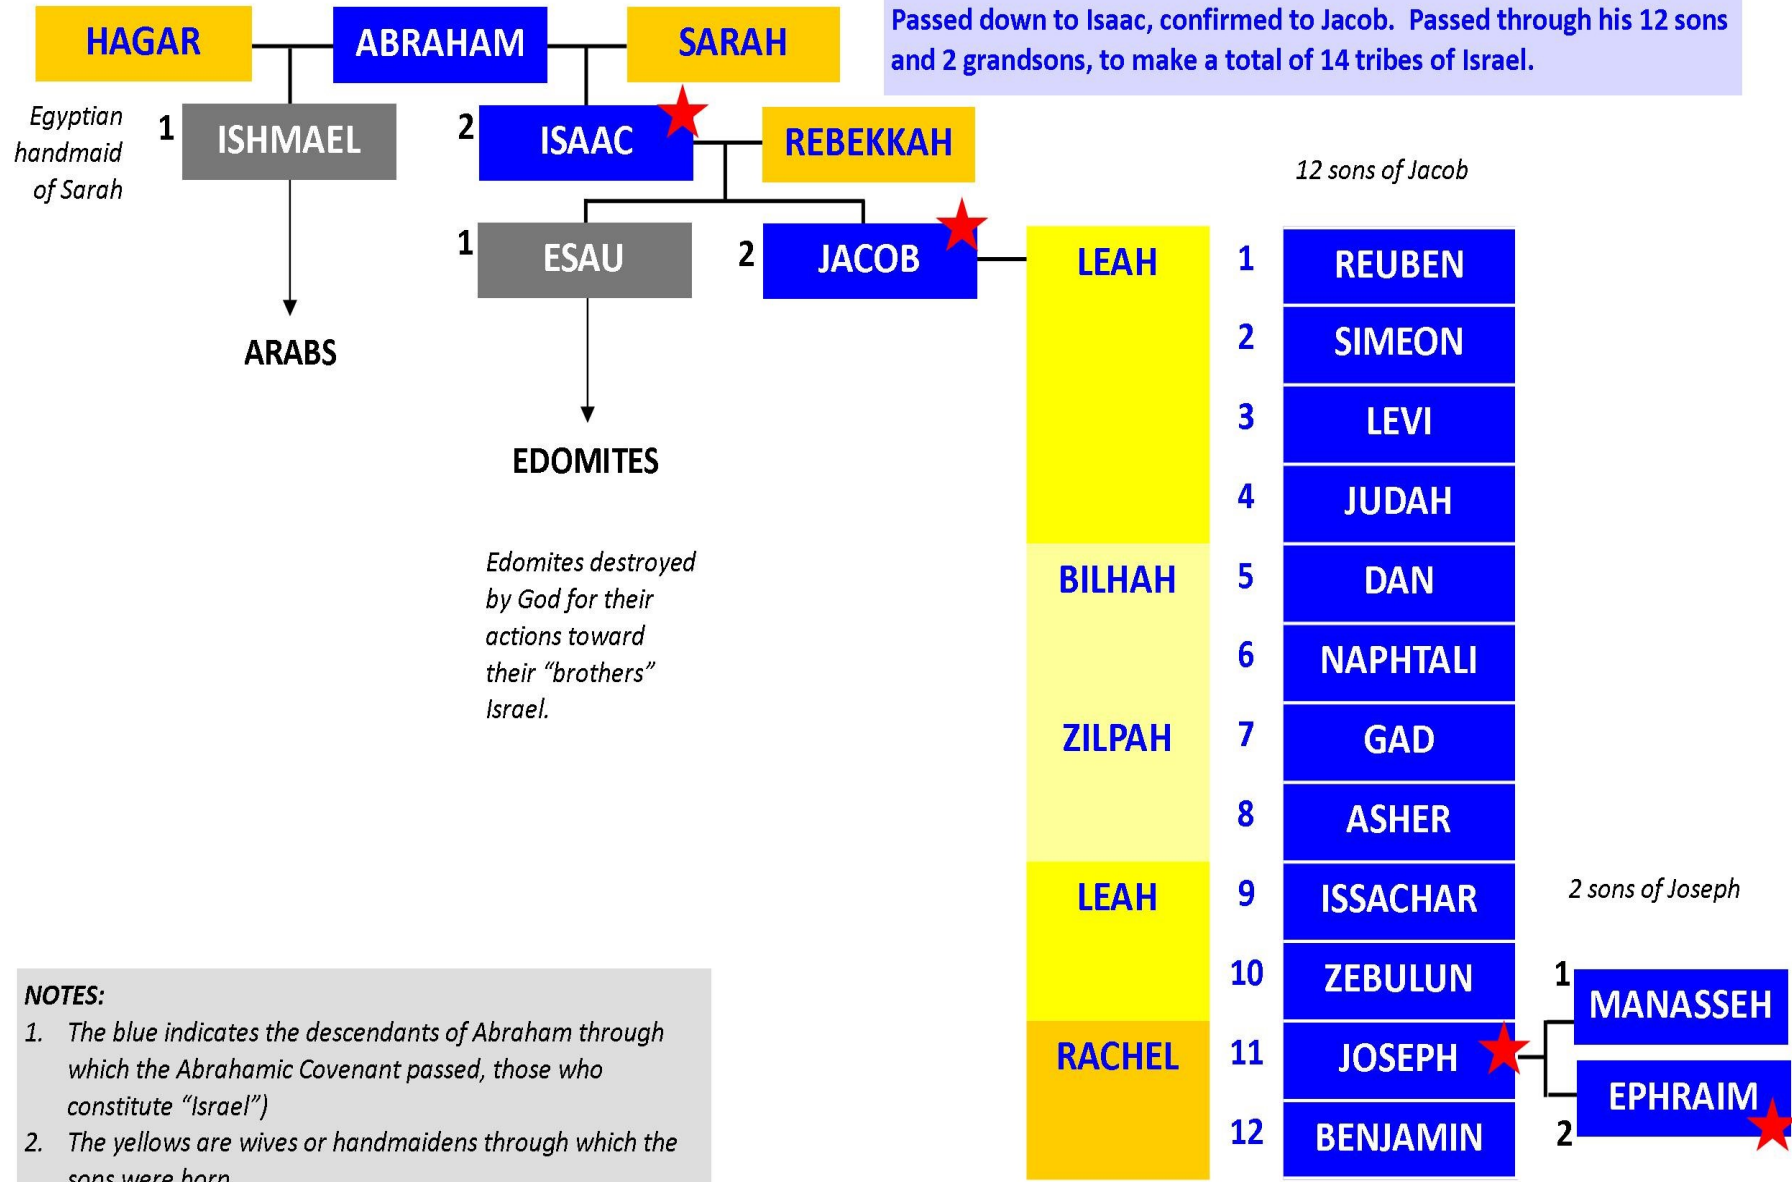 Passed down to Isaac, confirmed to Jacob. Passed through his 12 sons
and 2 grandsons, to make a total of 14 tribes of Israel.
HAGAR
ABRAHAM
SARAH
Egyptian
handmaid
of Sarah
1
ISHMAEL
2
ISAAC
REBEKKAH
12 sons of Jacob
1
ESAU
2
JACOB
ARABS
EDOMITES
Edomites destroyed
by God for their
actions toward
their “brothers”
Israel.
LEAH
1
REUBEN
2
SIMEON
3
LEVI
4
JUDAH
BILHAH
5
DAN
6
NAPHTALI
ZILPAH
7
GAD
8
ASHER
LEAH
9
ISSACHAR
10
ZEBULUN
RACHEL
11
JOSEPH
12
BENJAMIN
2 sons of Joseph
1
MANASSEH
EPHRAIM
2
NOTES:
1. The blue indicates the descendants of Abraham through
which the Abrahamic Covenant passed, those who
constitute “Israel”)
2. The yellows are wives or handmaidens through which the
sons were born